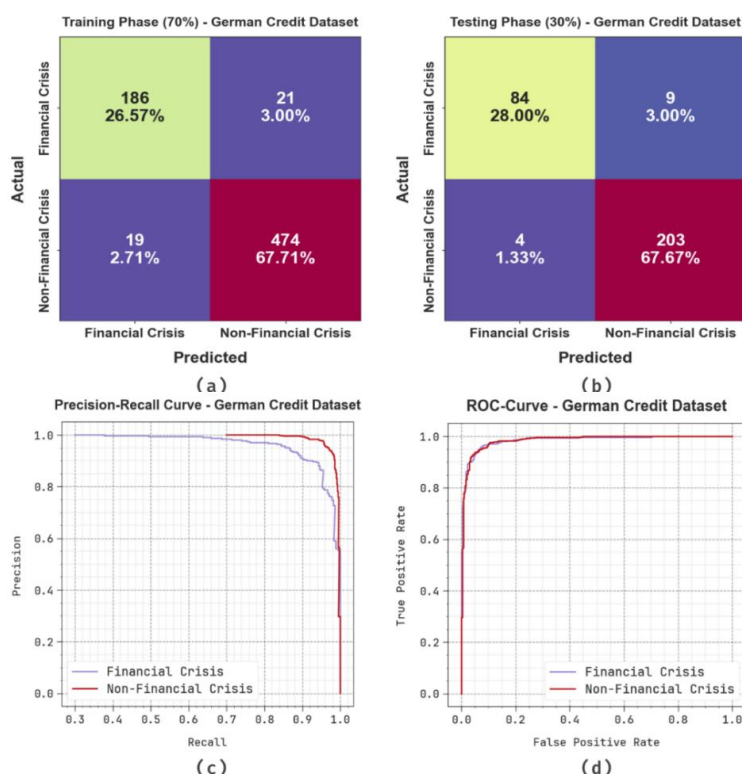 Training Phase (70%) - German Credit Dataset
Actual
Financial Crisis
Non-Financial Crisis
186
26.57%
21
3.00%
19
2.71%
474
67.71%
Financial Crisis
Non-Financial Crisis
Predicted
(a)
Testing Phase (30%) - German Credit Dataset
Actual
Financial Crisis
Non-Financial Crisis
84
28.00%
9
3.00%
4
1.33%
203
67.67%
Financial Crisis
Non-Financial Crisis
Predicted
(b)
Precision-Recall Curve - German Credit Dataset
Precision
1.0
0.8
0.6
0.4
0.2
0.0
Financial Crisis
Non-Financial Crisis
0.3 0.4 0.5 0.6 0.7 0.8 0.9 1.0
Recall
(c)
ROC-Curve - German Credit Dataset
True Positive Rate
1.0
0.8
0.6
0.4
0.2
0.0
Financial Crisis
Non-Financial Crisis
0.0 0.2 0.4 0.6 0.8 1.0
False Positive Rate
(d)